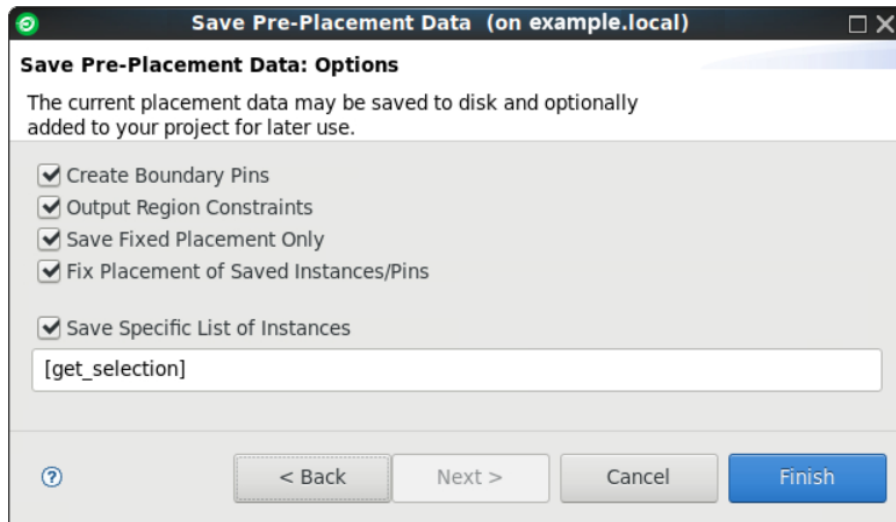 Save Pre-Placement Data (on example.local)
Save Pre-Placement Data: Options
The current placement data may be saved to disk and optionally
added to your project for later use.
Create Boundary Pins
Output Region Constraints
Save Fixed Placement Only
Fix Placement of Saved Instances/Pins
Save Specific List of Instances
[get_selection]
?
< Back
Next >
Cancel
Finish